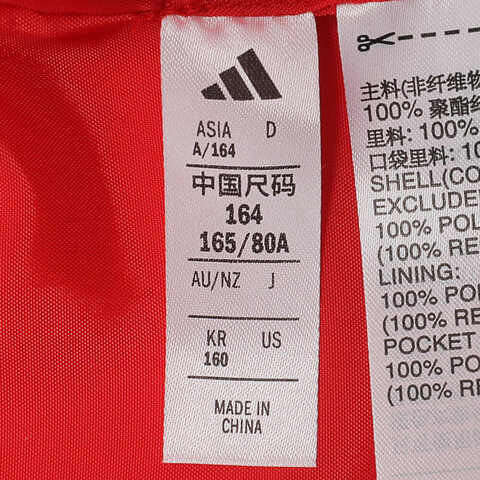 ASIA D
A/164
中国尺码
164
165/80A
AU/NZ J
KR US
160
MADE IN
CHINA
主料(非纤维物
100% 聚酯纤
里料: 100%
口袋里料: 10
SHELL(CO
EXCLUDE
100% POL
(100% RE
LINING:
100% POL
(100% RE
POCKET
100% PO
(100% RE